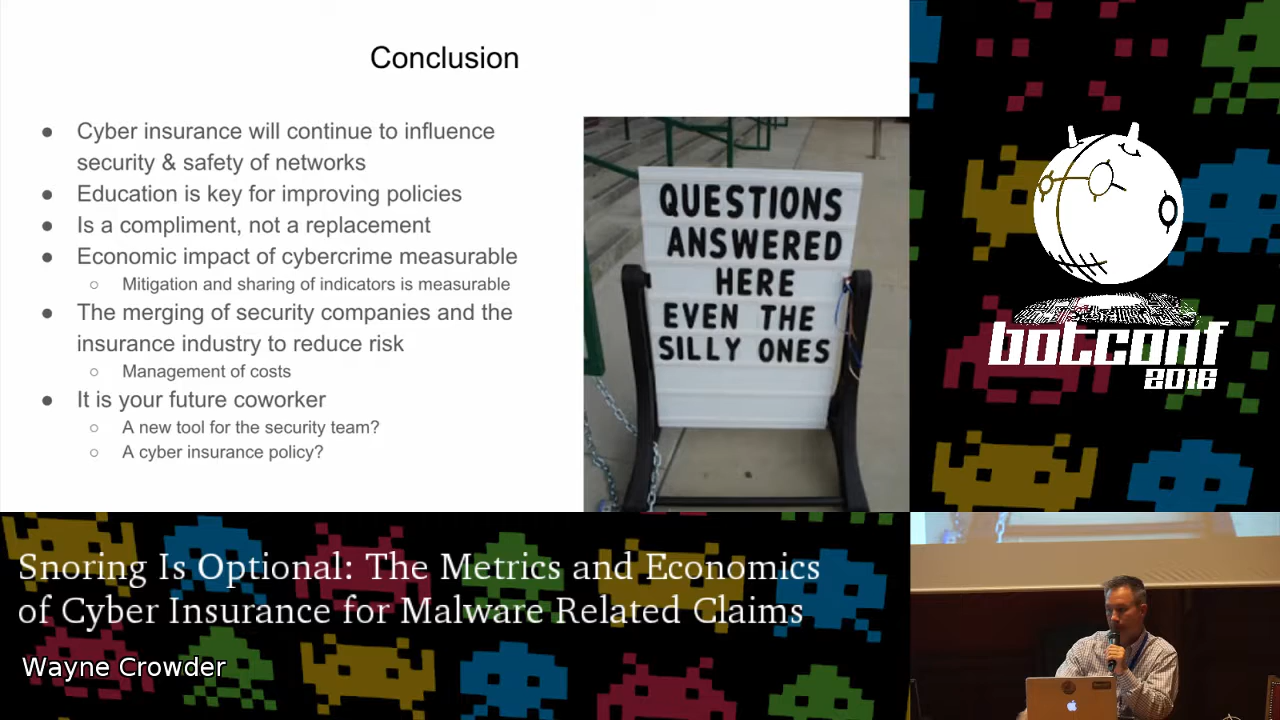 Conclusion
● Cyber insurance will continue to influence
security & safety of networks
● Education is key for improving policies
● Is a compliment, not a replacement
● Economic impact of cybercrime measurable
○ Mitigation and sharing of indicators is measurable
● The merging of security companies and the
insurance industry to reduce risk
○ Management of costs
● It is your future coworker
○ A new tool for the security team?
○ A cyber insurance policy?
QUESTIONS
ANSWERED
HERE
EVEN THE
SILLY ONES
botconf
2016
Snoring Is Optional: The Metrics and Economics
of Cyber Insurance for Malware Related Claims
Wayne Crowder